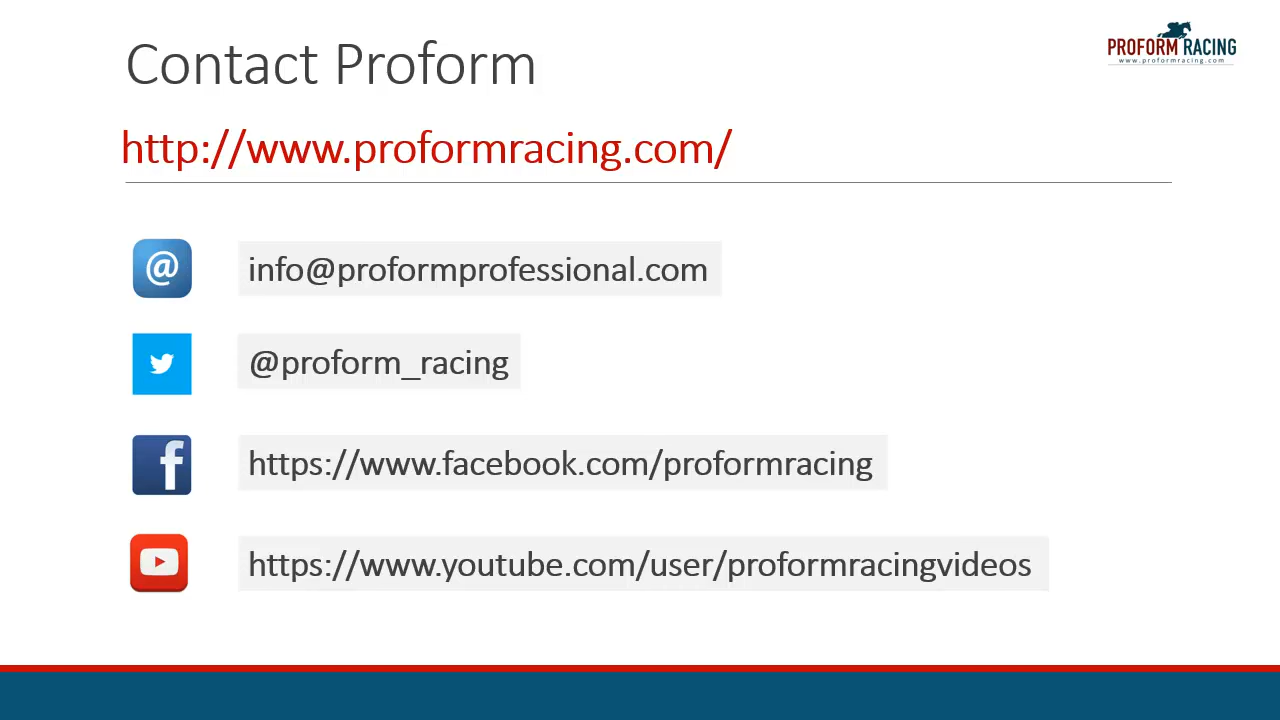 Contact Proform
PROFORM RACING
www.proformracing.com
http://www.proformracing.com/
@
info@proformprofessional.com
@proform_racing
f
https://www.facebook.com/proformracing
https://www.youtube.com/user/proformracingvideos